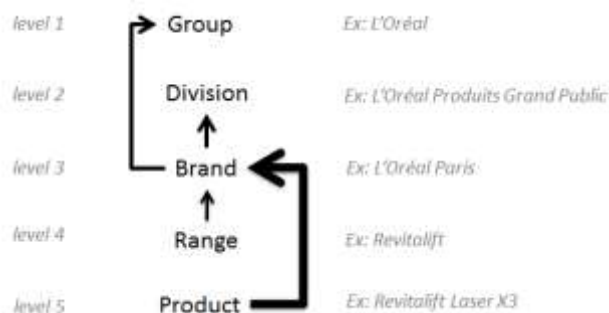 level 1 Group Ex: L'Oréal
level 2 Division Ex: L'Oréal Produits Grand Public
level 3 Brand Ex: L'Oréal Paris
level 4 Range Ex: Revitalift
level 5 Product Ex: Revitalift Laser X3